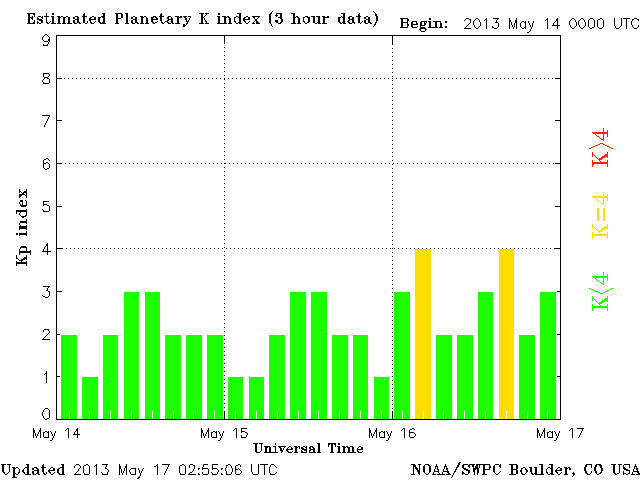 Estimated Planetary K index (3 hour data) Begin: 2013 May 14 0000 UTC
9
8
7
6
5
4
3
2
1
0
Kp index
K>4
K=4
K<4
May 14 May 15 May 16 May 17
Universal Time
Updated 2013 May 17 02:55:06 UTC NOAA/SWPC Boulder, CO USA